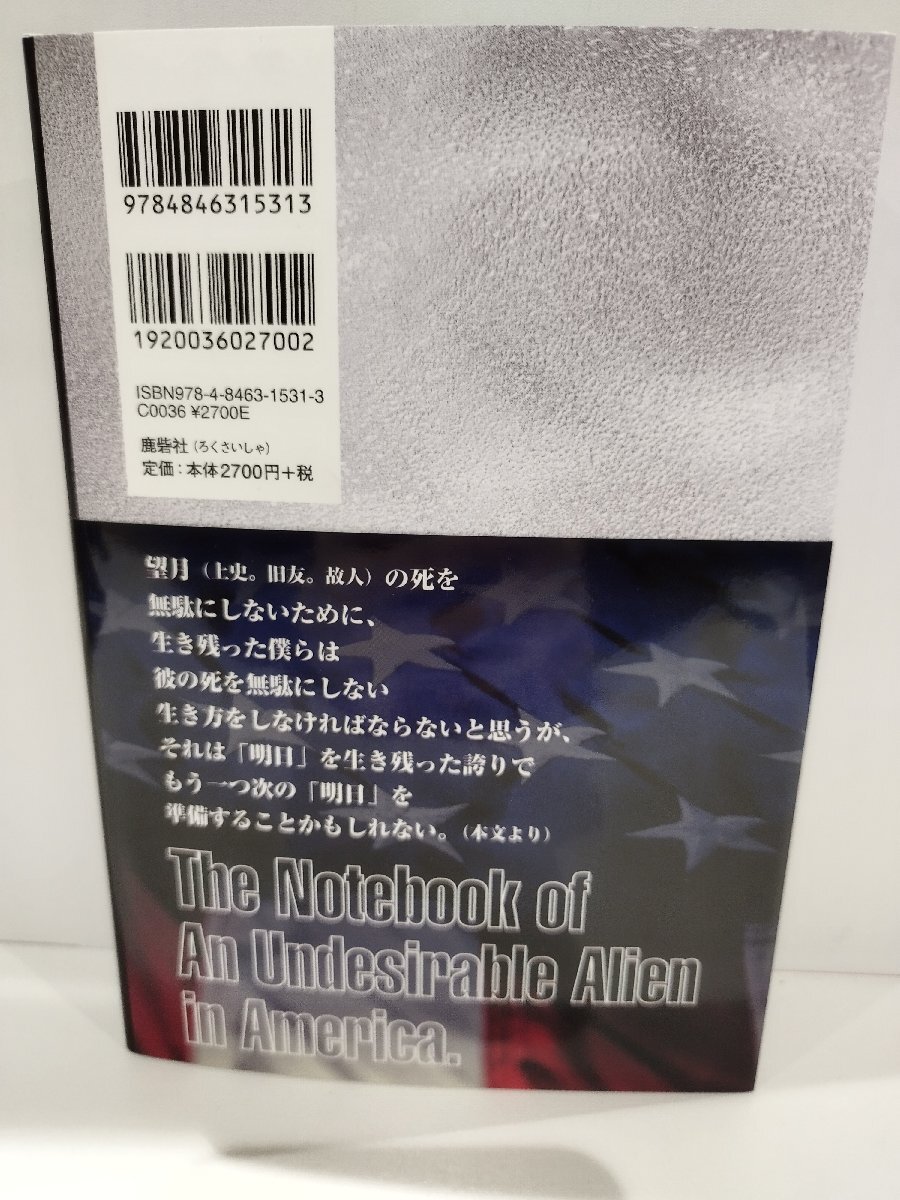 9784846315313
1920036027002
ISBN978-4-8463-1531-3
C0036 ¥2700E
鹿砦社（ろくさいしゃ）
定価：本体2700円＋税
望月（上史。旧友。故人）の死を
無駄にしないために、
生き残った僕らは
彼の死を無駄にしない
生き方をしなければならないと思うが、
それは「明日」を生き残った誇りで
もう一つ次の「明日」を
準備することかもしれない。（本文より）
The Notebook of
An Undesirable Alien
in America.